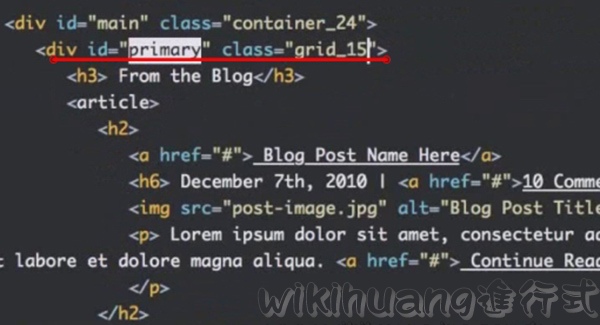 <div id="main" class="container_24">
<div id="primary" class="grid_15">
<h3> From the Blog</h3>
<article>
<h2>
<a href="#"> Blog Post Name Here</a>
<h6> December 7th, 2010 | <a href="#">10 Comme
<img src="post-image.jpg" alt="Blog Post Title
<p> Lorem ipsum dolor sit amet, consectetur ad
t labore et dolore magna aliqua. <a href="#"> Continue Read
</p>
</h2>
wikihuang進行式